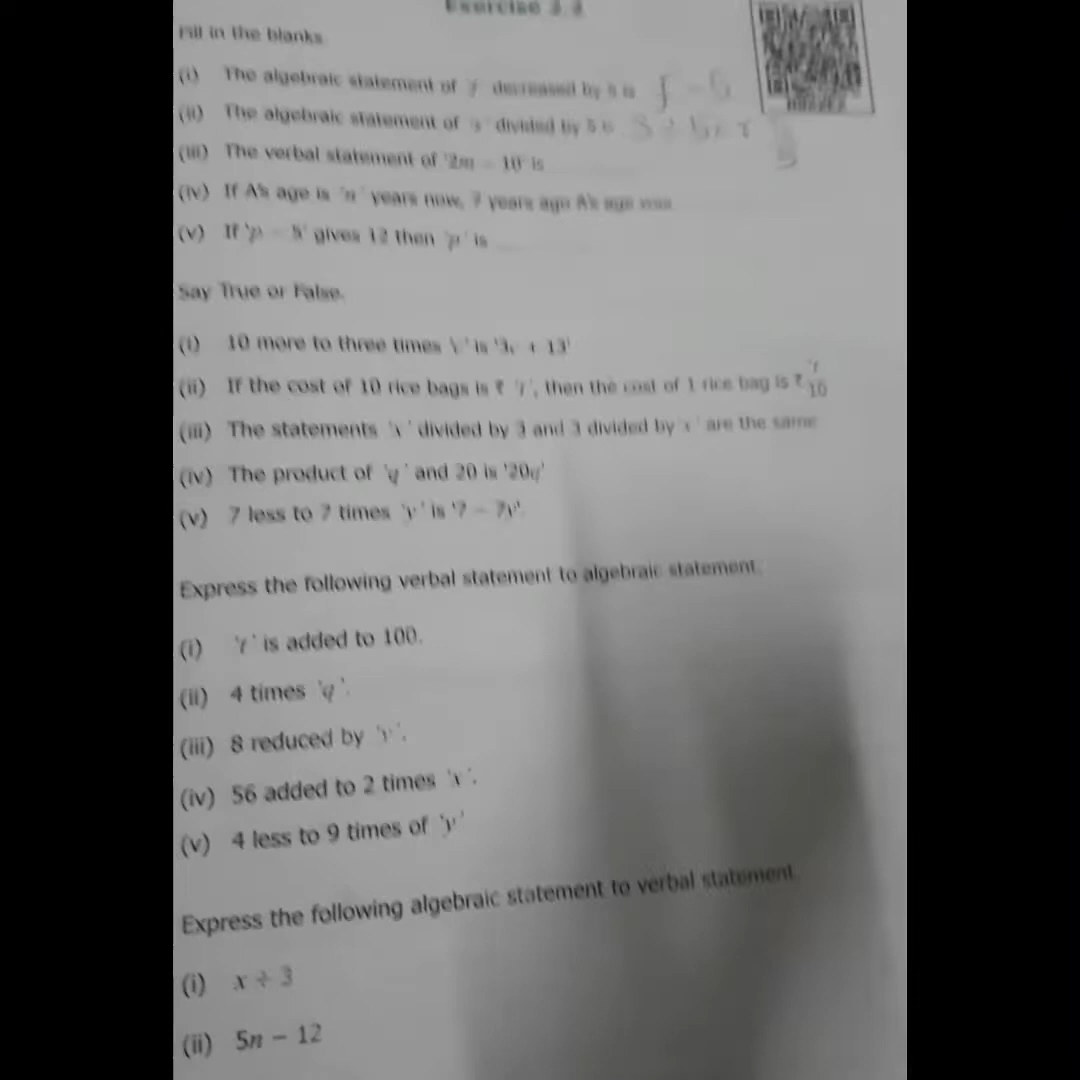 Exercise
Fill in the blanks
(i) The algebraic statement of 'f' decreased by 5 is f - 5
(ii) The algebraic statement of 's' divided by 5 is
(iii) The verbal statement of '2m - 10' is
(iv) If A's age is 'n' years now, 7 years ago A's age was
(v) If 'p - 5' gives 12 then 'p' is
Say True or False.
(i) 10 more to three times 'c' is '3c + 13'
(ii) If the cost of 10 rice bags is ₹ 't', then the cost of 1 rice bag is ₹ t/10
(iii) The statements 'x' divided by 3 and 3 divided by 'x' are the same
(iv) The product of 'q' and 20 is '20q'
(v) 7 less to 7 times 'y' is '7 - 7y'.
Express the following verbal statement to algebraic statement.
(i) 't' is added to 100.
(ii) 4 times 'q'.
(iii) 8 reduced by 'y'.
(iv) 56 added to 2 times 'x'.
(v) 4 less to 9 times of 'y'
Express the following algebraic statement to verbal statement.
(i) x ÷ 3
(ii) 5n - 12